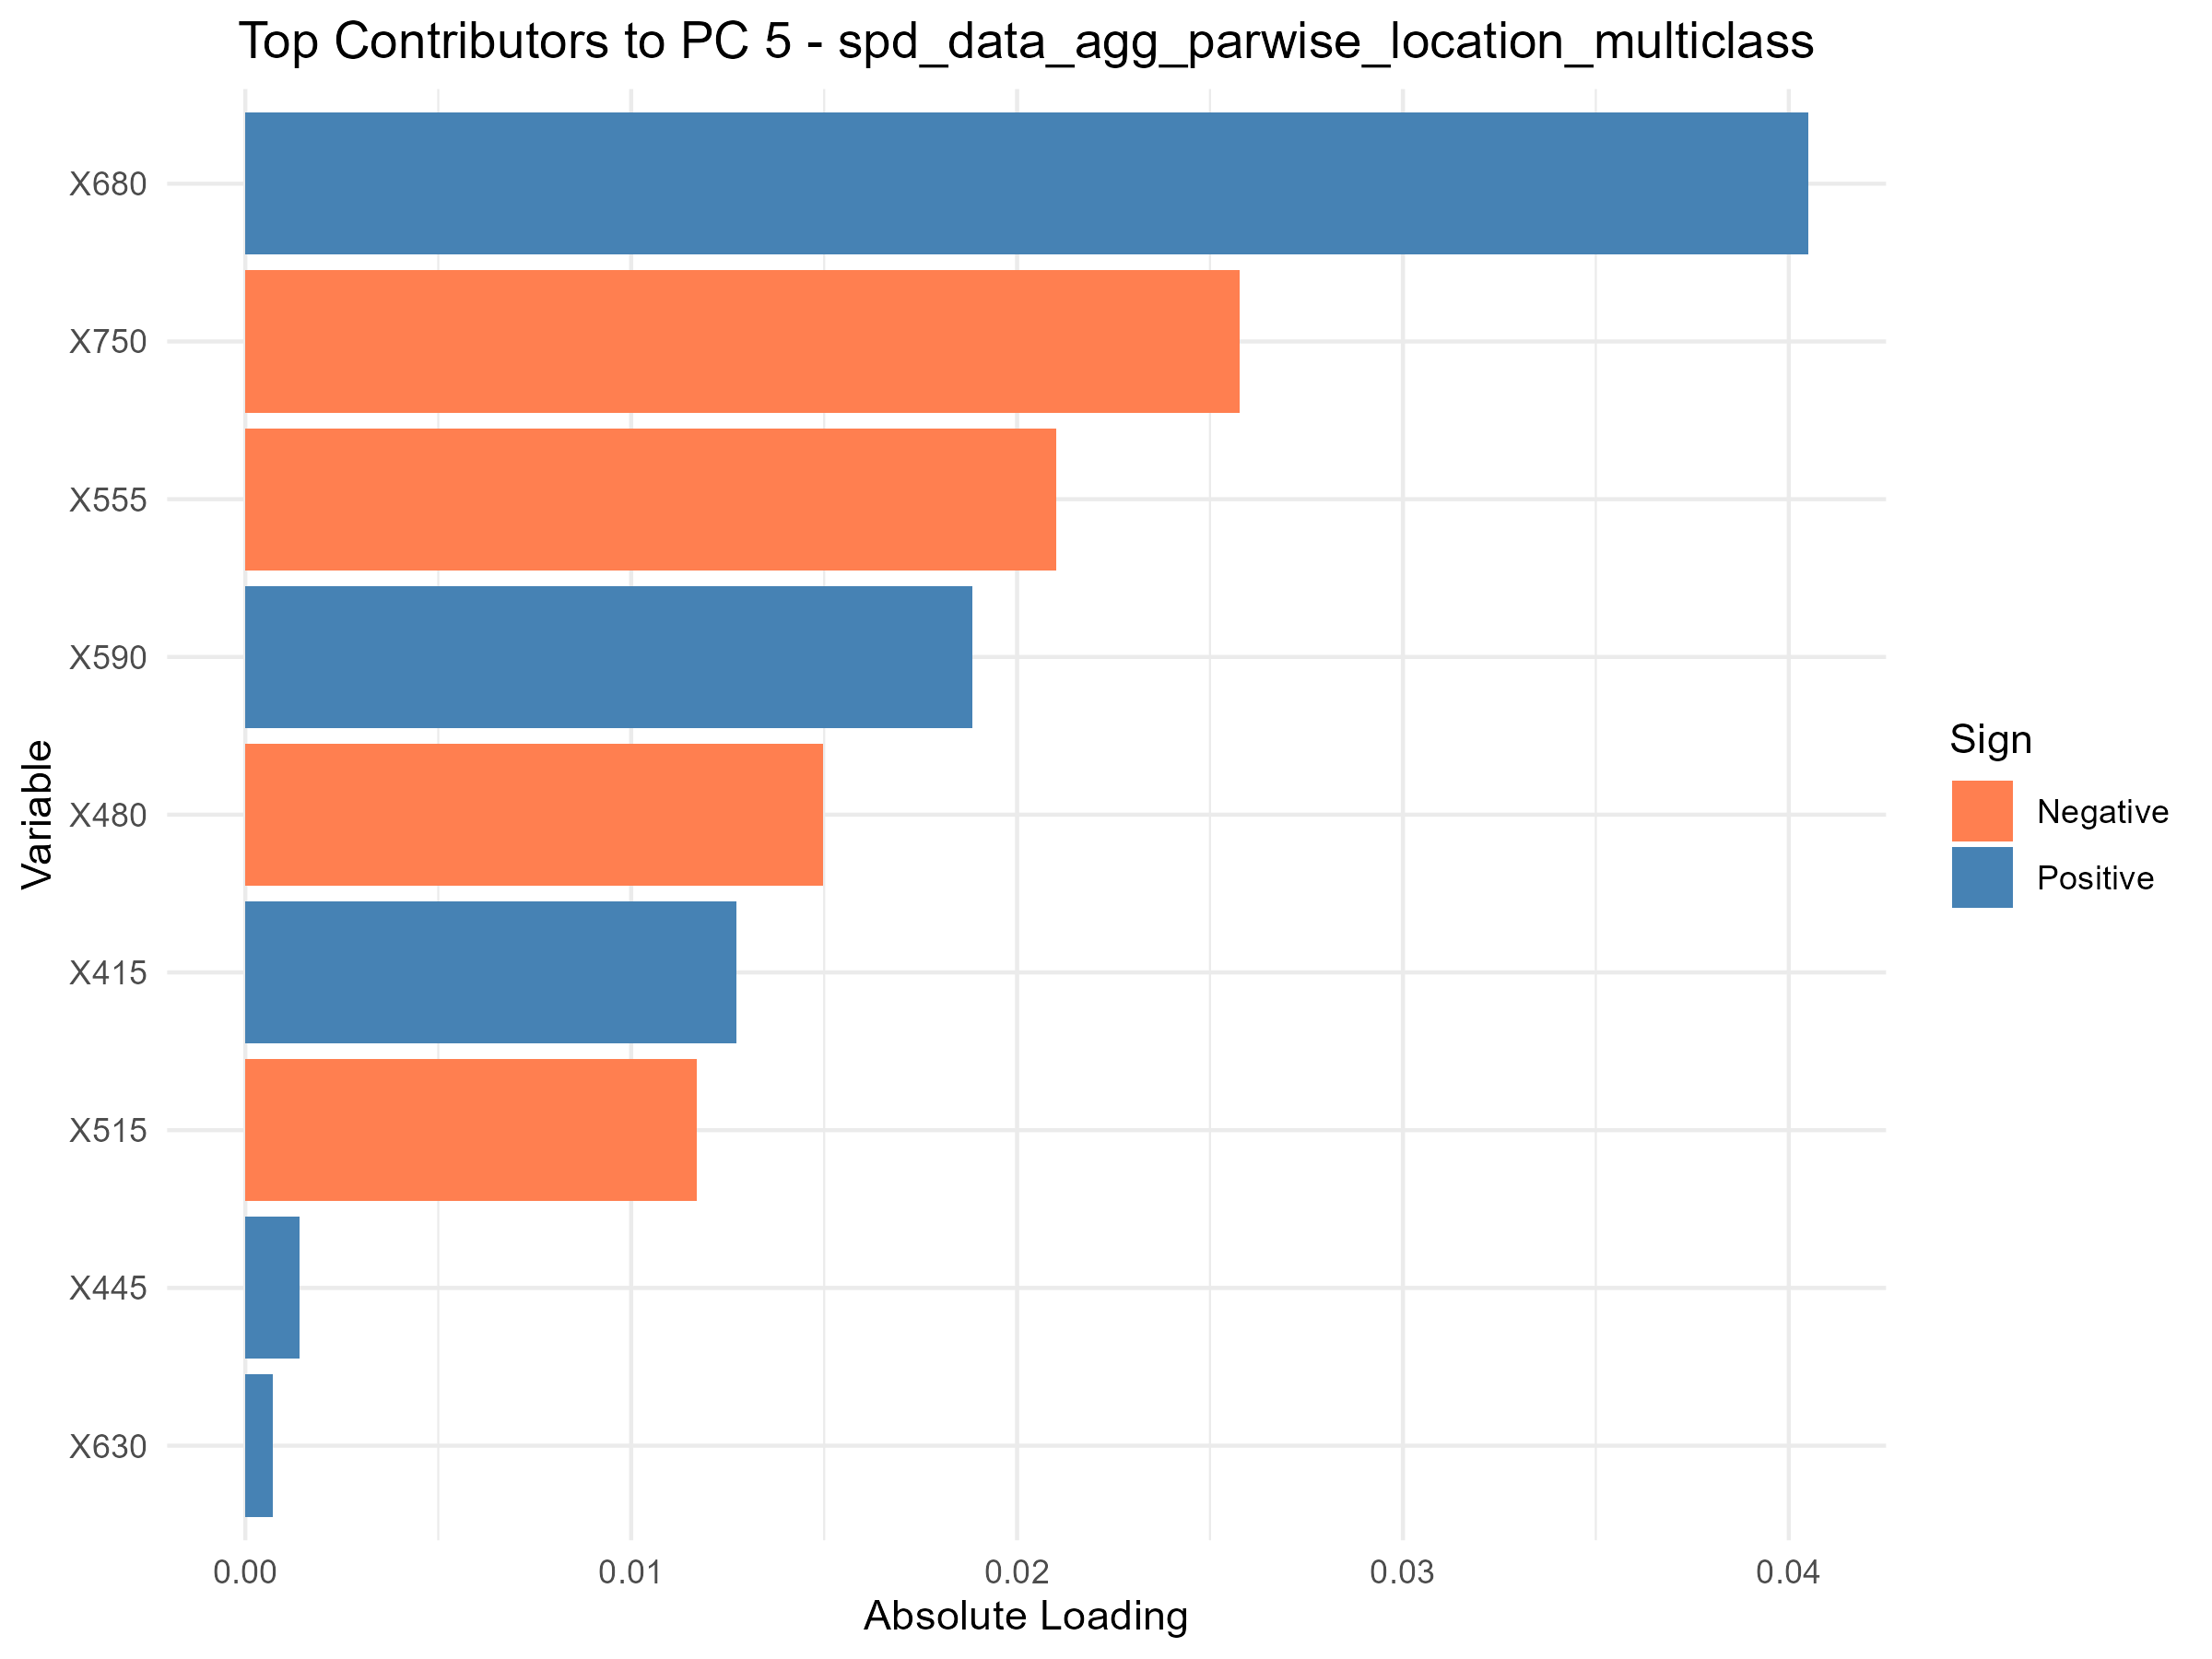 Top Contributors to PC 5 - spd_data_agg_parwise_location_multiclass
X680
X750
X555
X590
X480
X415
X515
X445
X630
Variable
0.00 0.01 0.02 0.03 0.04
Absolute Loading
Sign
Negative
Positive